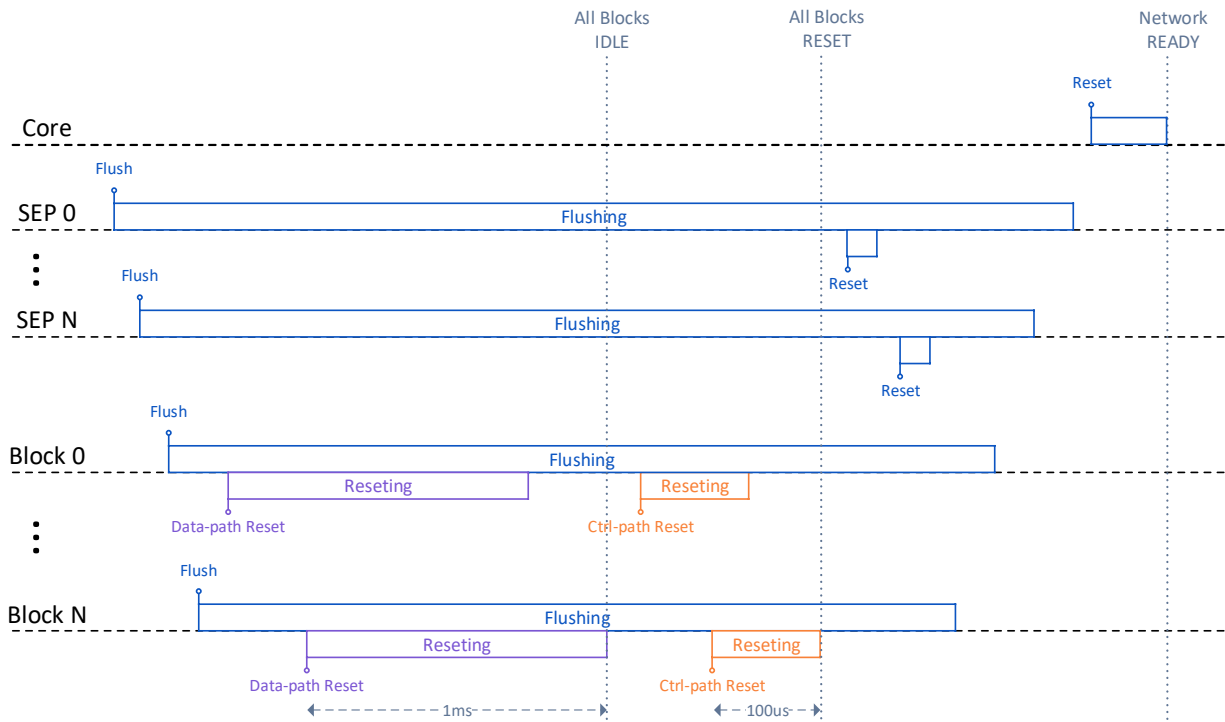 All Blocks
IDLE
All Blocks
RESET
Network
READY
Reset
Core
Flush
SEP 0
Flushing
Flush
Reset
SEP N
Flushing
Reset
Flush
Block 0
Flushing
Reseting
Reseting
Data-path Reset
Ctrl-path Reset
Flush
Block N
Flushing
Reseting
Reseting
Data-path Reset
Ctrl-path Reset
1ms
100us